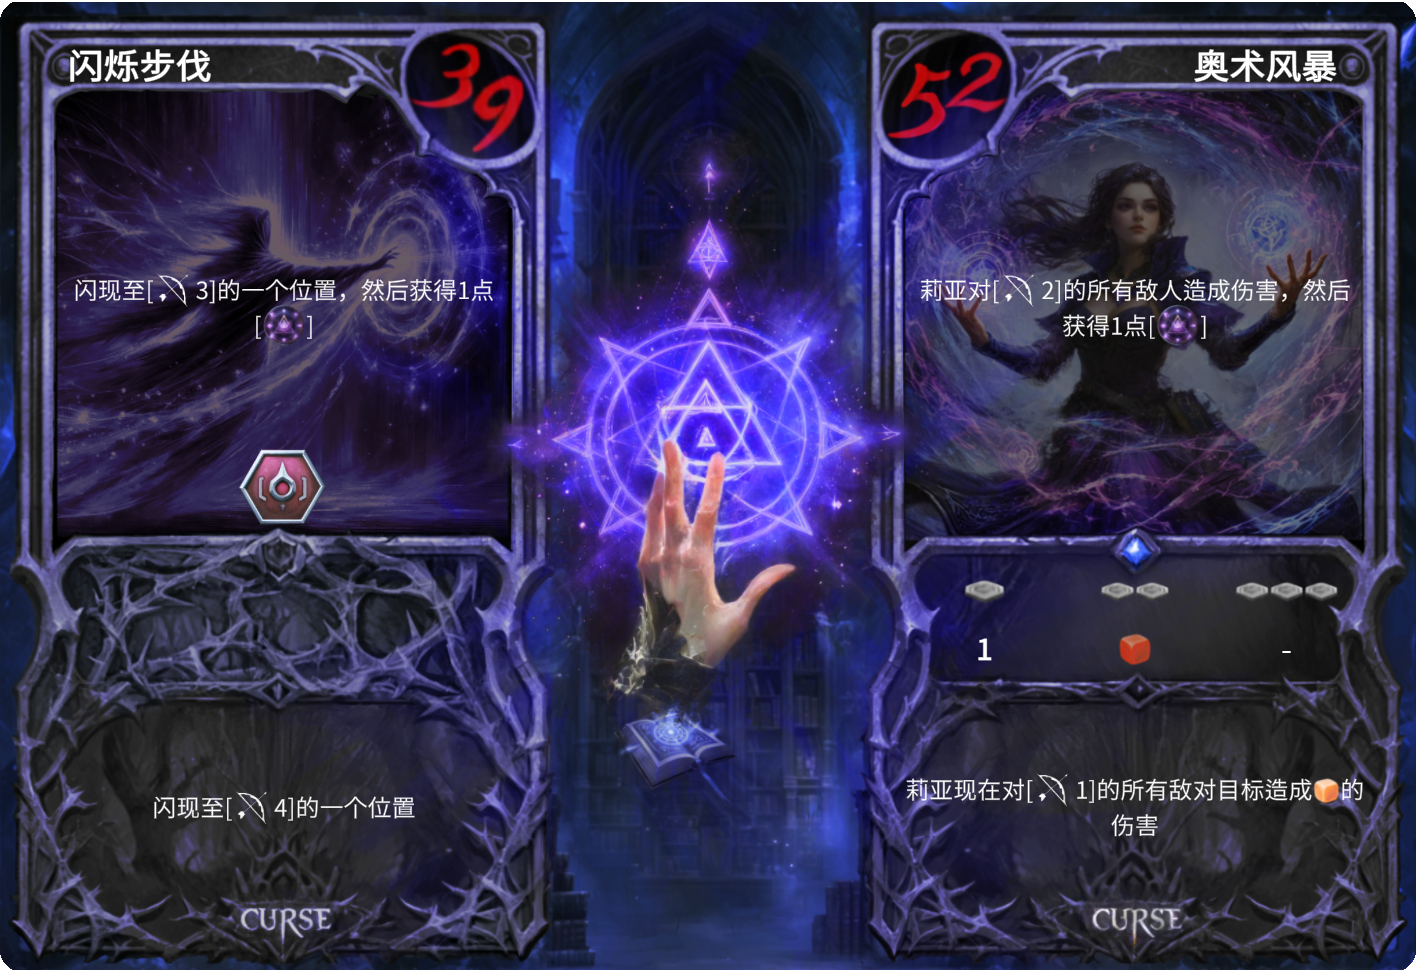 闪烁步伐
39
闪现至[ 3]的一个位置，然后获得1点
[ ]
闪现至[ 4]的一个位置
CURSE
奥术风暴
52
莉亚对[ 2]的所有敌人造成伤害，然后
获得1点[ ]
1 -
莉亚现在对[ 1]的所有敌对目标造成 的
伤害
CURSE